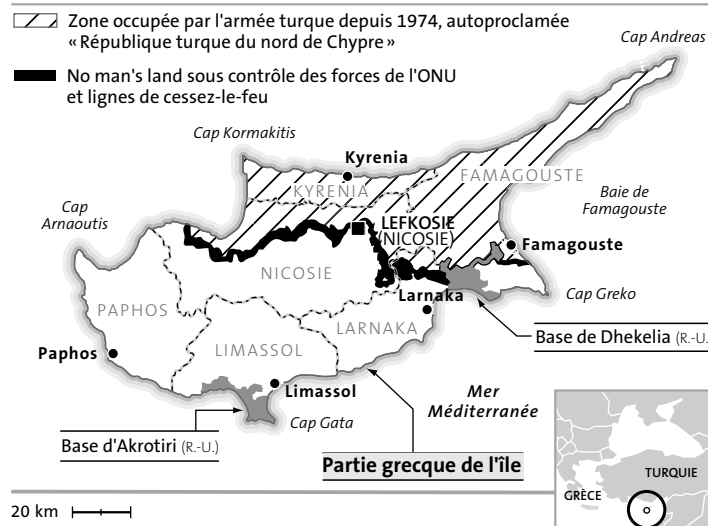 Zone occupée par l'armée turque depuis 1974, autoproclamée
« République turque du nord de Chypre »
No man's land sous contrôle des forces de l'ONU
et lignes de cessez-le-feu
Cap Andreas
Cap Kormakitis
Kyrenia
FAMAGOUSTE
KYRENIA
Baie de
Famagouste
Cap
Arnaoutis
LEFKOSIE
(NICOSIE)
Famagouste
NICOSIE
Cap Greko
Larnaka
PAPHOS
LARNAKA
Base de Dhekelia (R.-U.)
LIMASSOL
Paphos
Limassol
Mer
Méditerranée
Cap Gata
Base d'Akrotiri (R.-U.)
Partie grecque de l'île
TURQUIE
GRÈCE
20 km